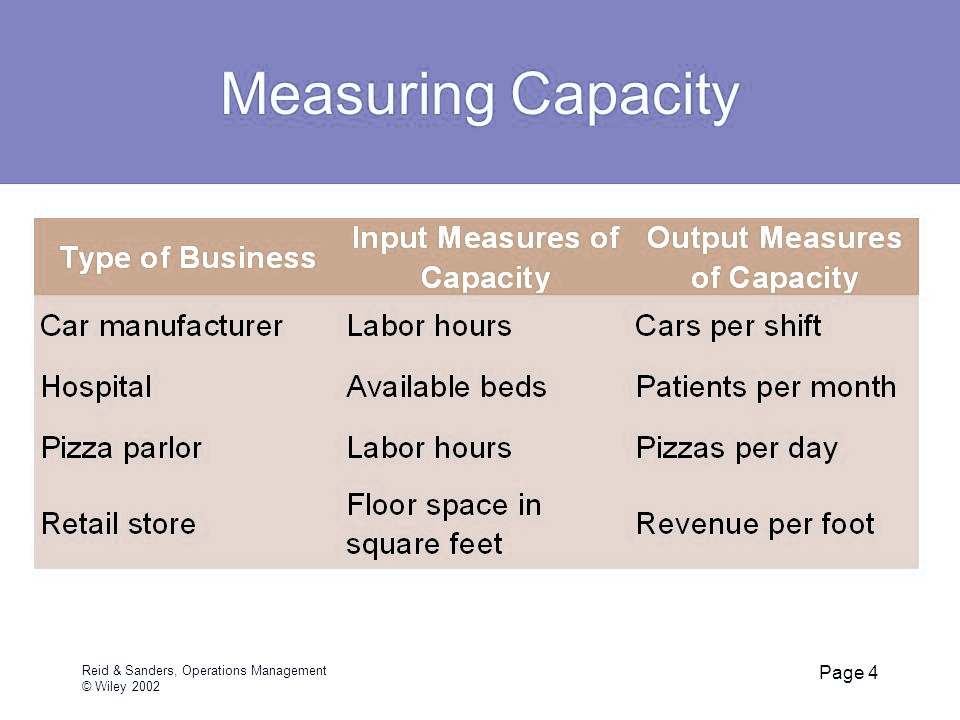 Measuring Capacity
Type of Business
Input Measures of
Capacity
Output Measures
of Capacity
Car manufacturer
Labor hours
Cars per shift
Hospital
Available beds
Patients per month
Pizza parlor
Labor hours
Pizzas per day
Retail store
Floor space in
square feet
Revenue per foot
Reid & Sanders, Operations Management
© Wiley 2002
Page 4